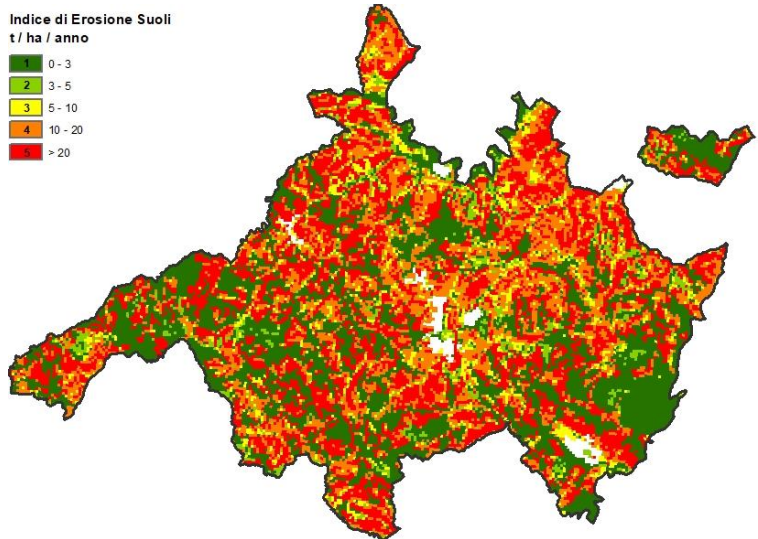 Indice di Erosione Suoli
t / ha / anno
1 0 - 3
2 3 - 5
3 5 - 10
4 10 - 20
5 > 20